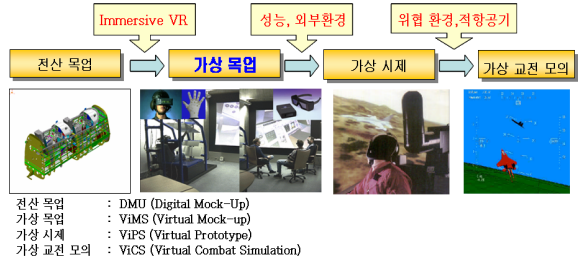 Immersive VR
성능, 외부환경
위협 환경,적항공기
전산 목업
가상 목업
가상 시제
가상 교전 모의
전산 목업 : DMU (Digital Mock-Up)
가상 목업 : ViMS (Virtual Mock-up)
가상 시제 : ViPS (Virtual Prototype)
가상 교전 모의 : ViCS (Virtual Combat Simulation)